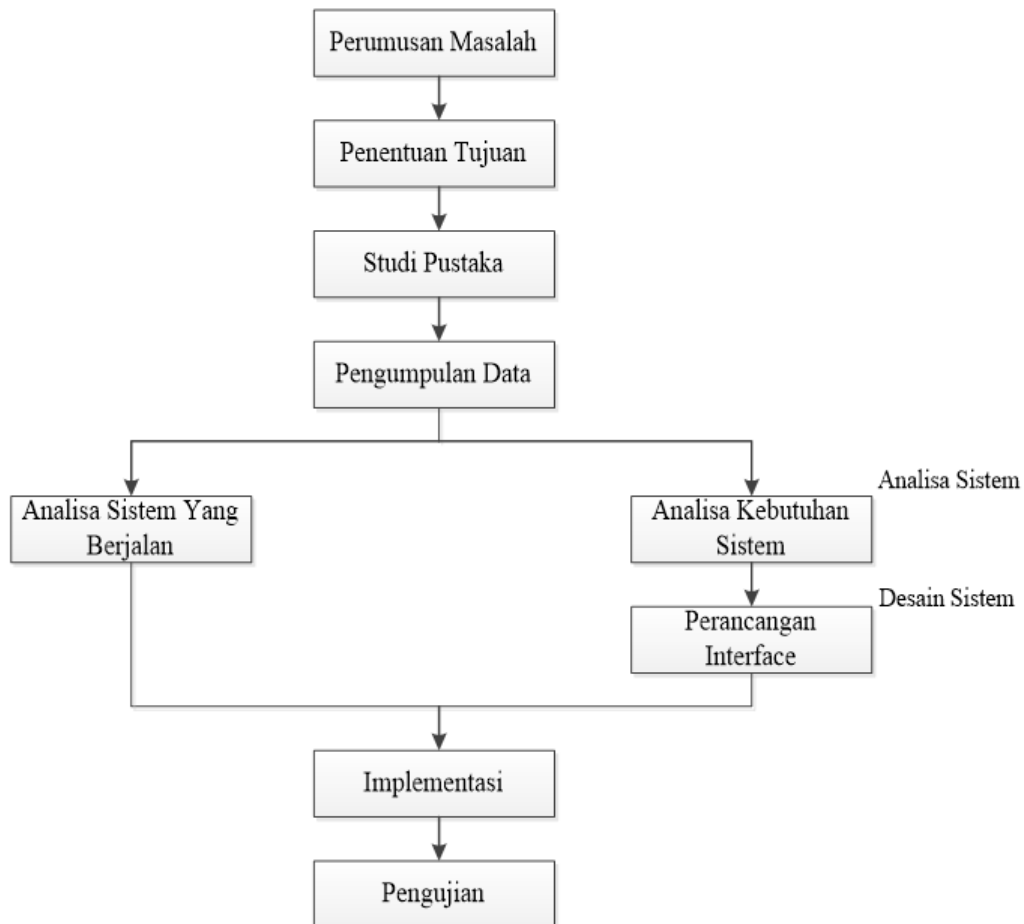 Perumusan Masalah
Penentuan Tujuan
Studi Pustaka
Pengumpulan Data
Analisa Sistem Yang
Berjalan
Analisa Sistem
Analisa Kebutuhan
Sistem
Desain Sistem
Perancangan
Interface
Implementasi
Pengujian